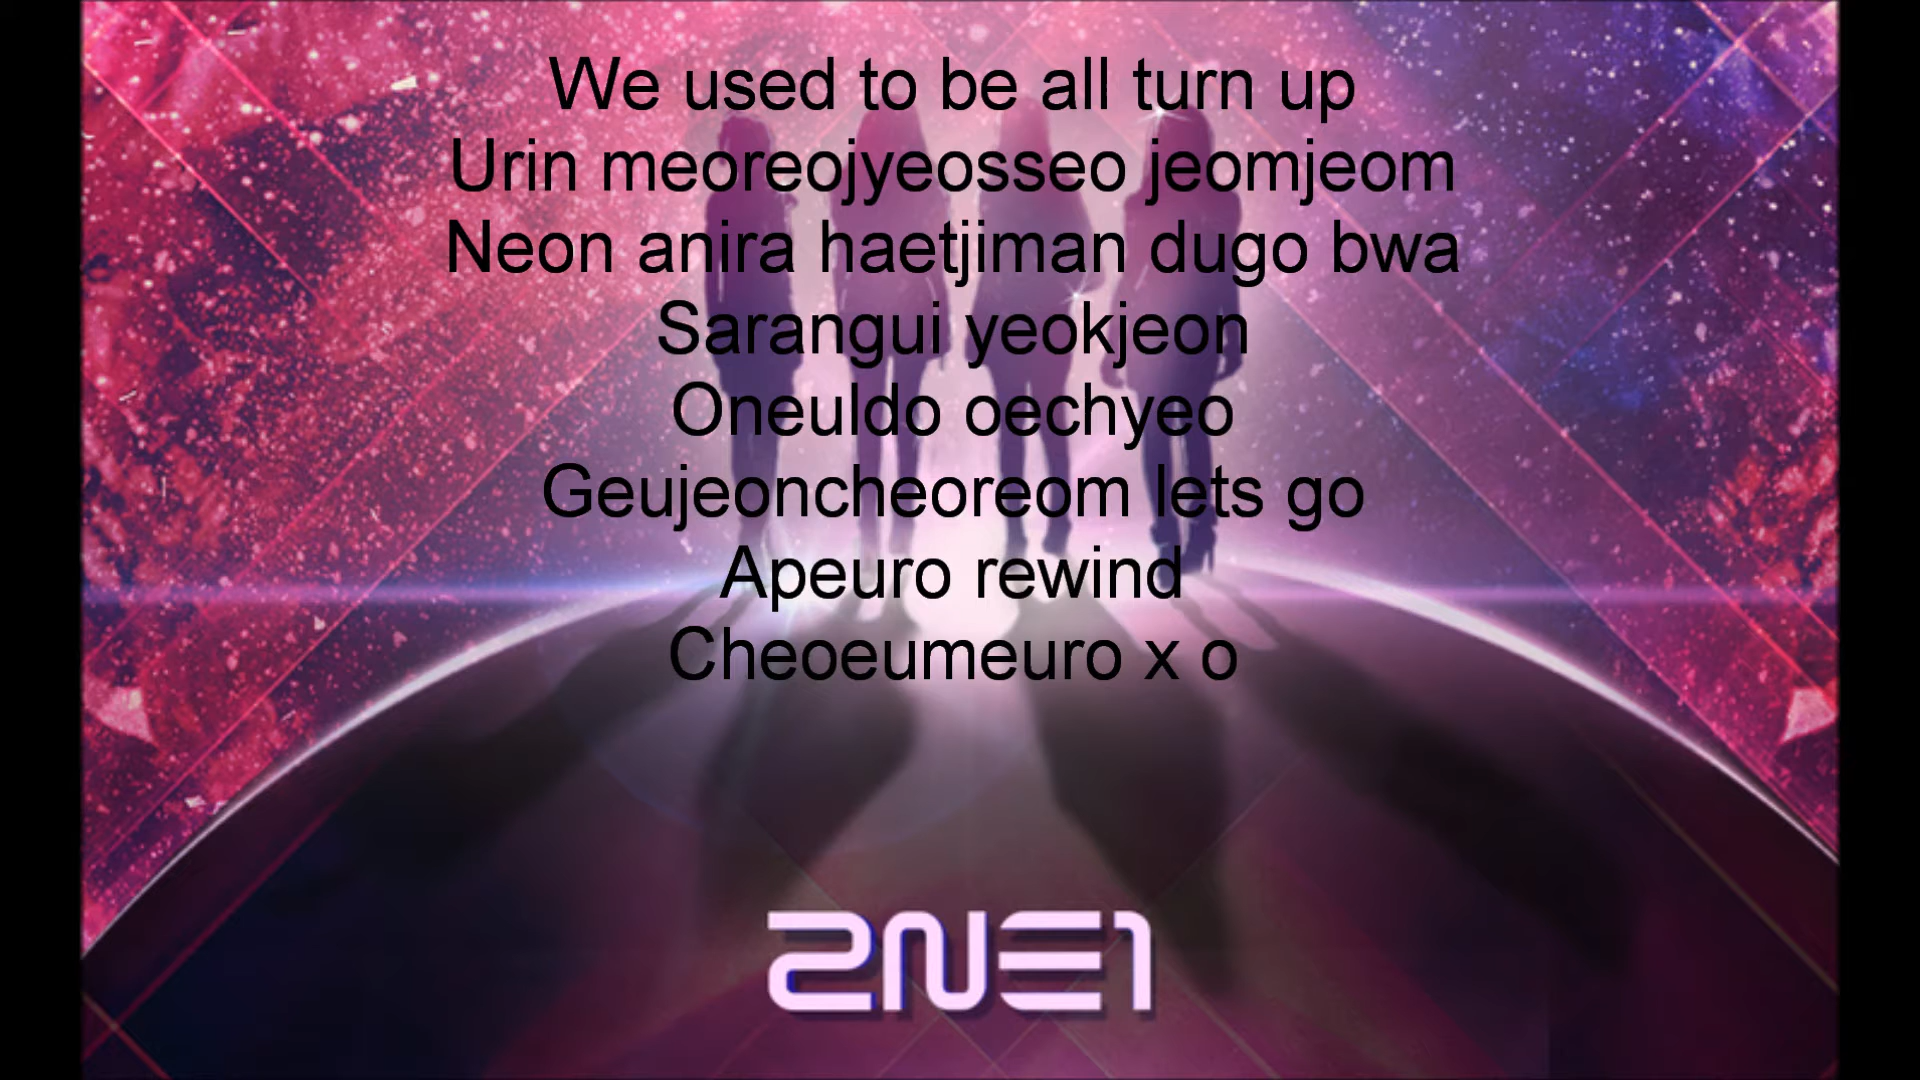 We used to be all turn up
Urin meoreojyeosseo jeomjeom
Neon anira haetjiman dugo bwa
Sarangui yeokjeon
Oneuldo oechyeo
Geujeoncheoreom lets go
Apeuro rewind
Cheoeumeuro x o
2NE1